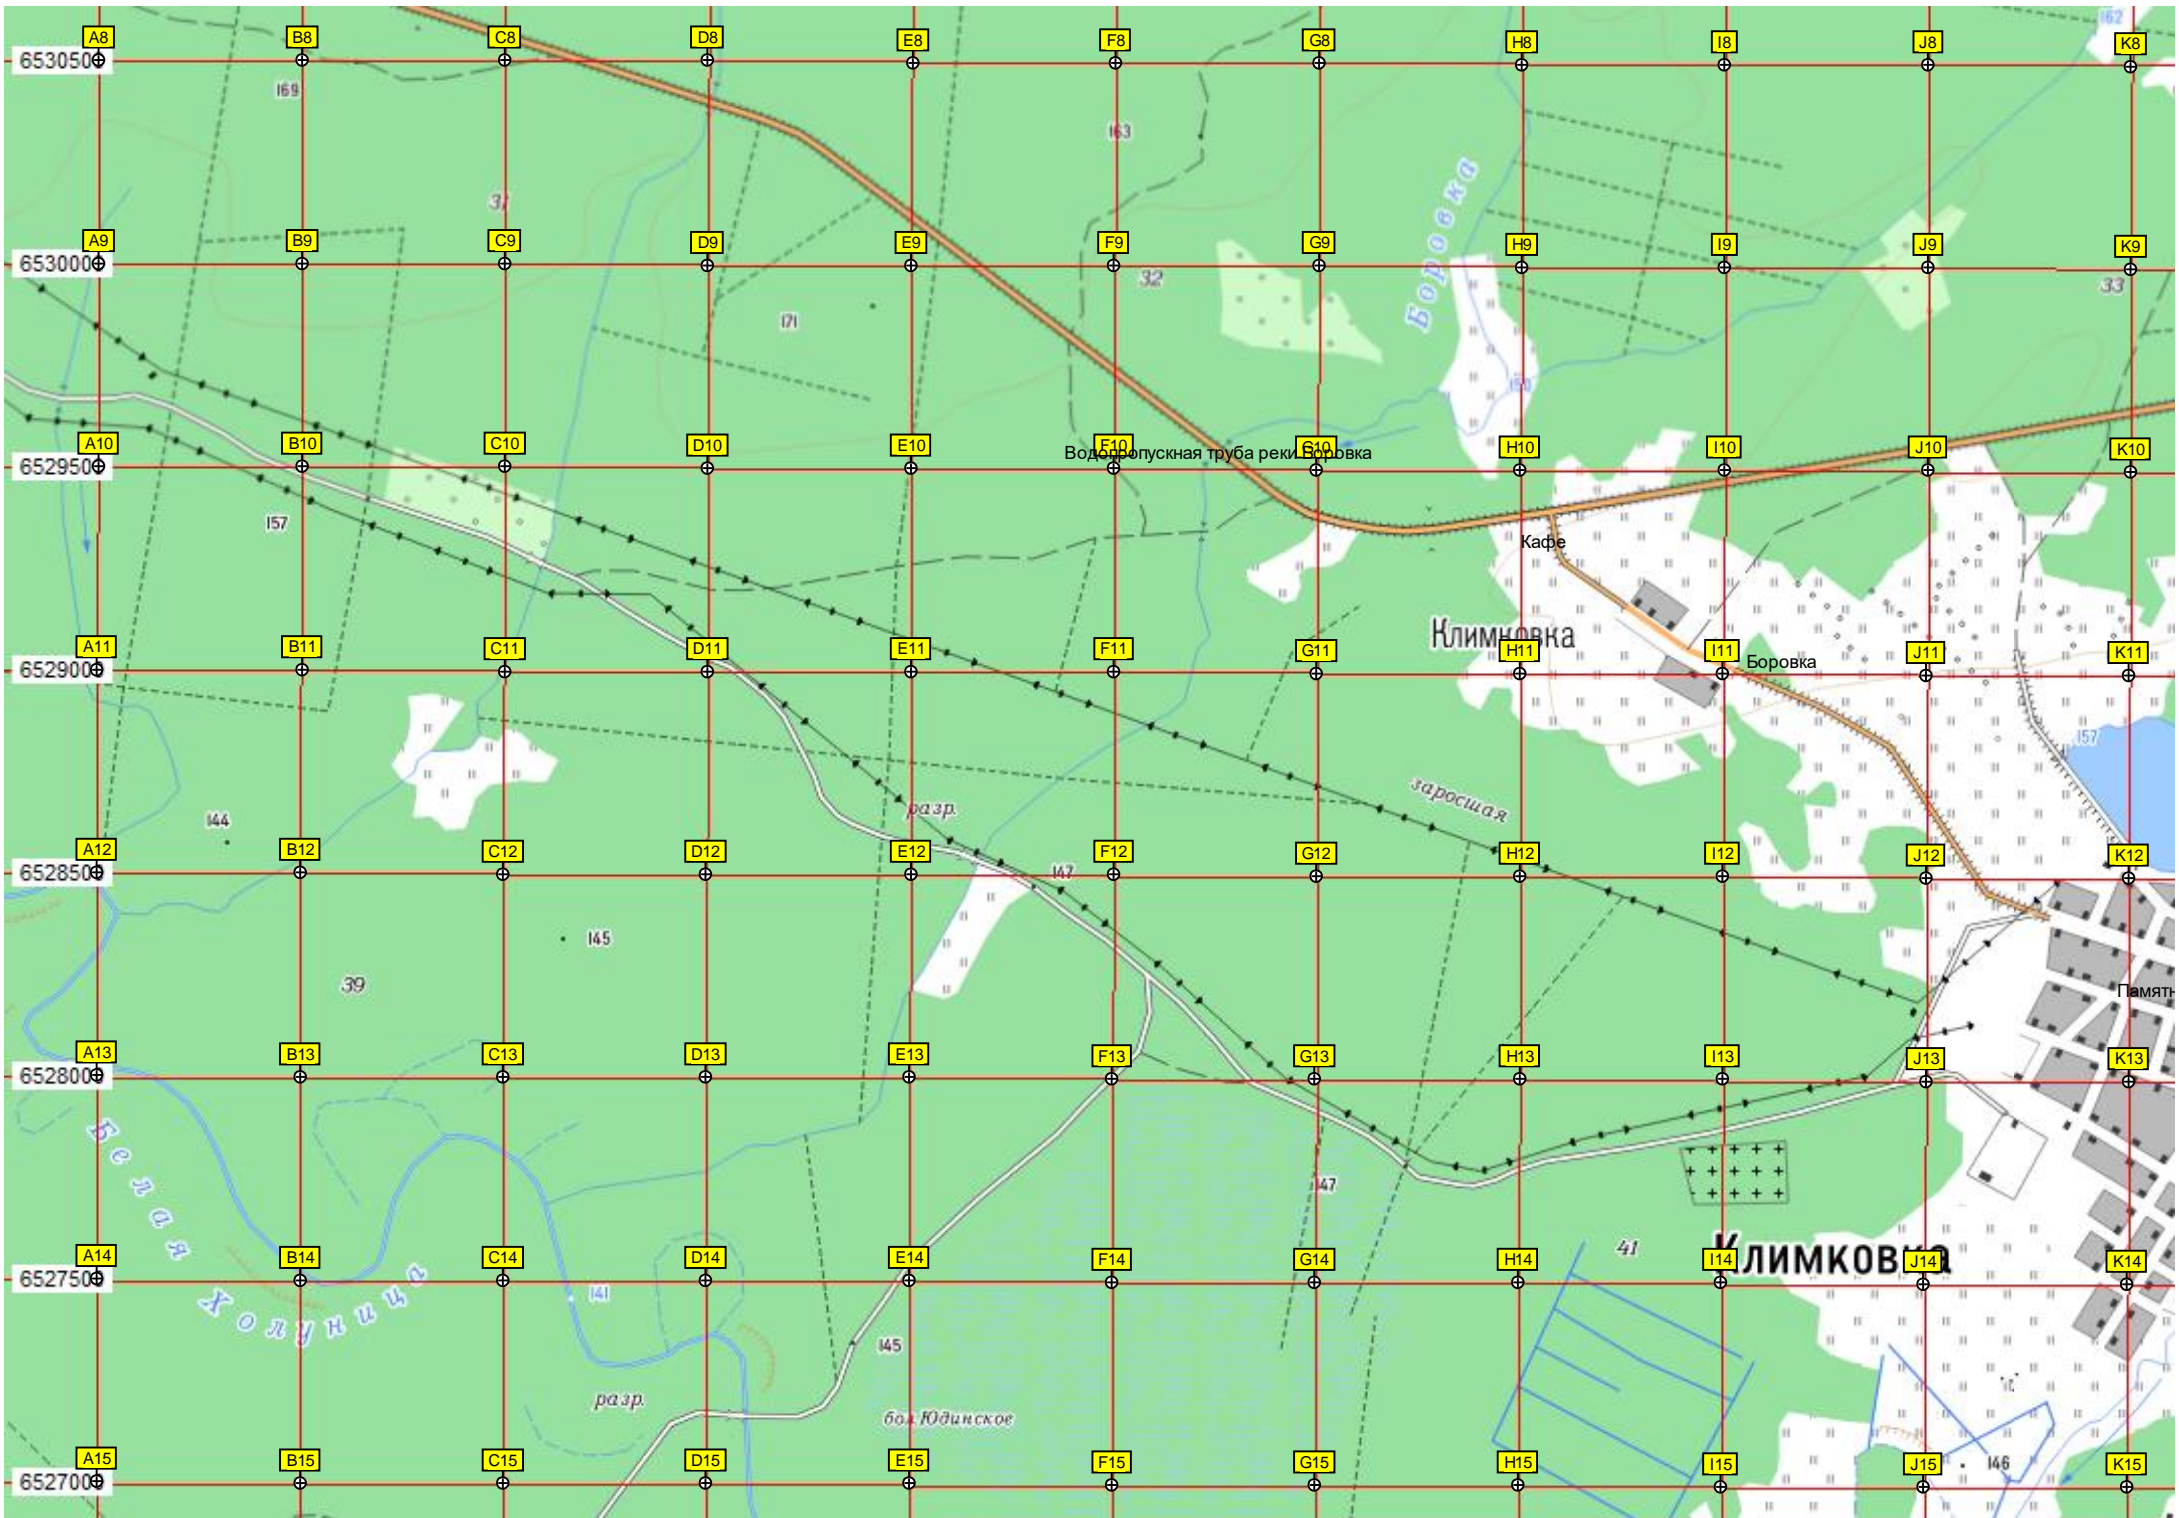 162
A8 B8 C8 D8 E8 F8 G8 H8 I8 J8 K8
6530500
169
163
31
Боровка
A9 B9 C9 D9 E9 F9 G9 H9 I9 J9 K9
6530000
32
33
171
150
A10 B10 C10 D10 E10 F10 G10 H10 I10 J10 K10
Водопропускная труба реки Боровка
6529500
157
Кафе
Климковка
A11 B11 C11 D11 E11 F11 G11 H11 I11 J11 K11
Боровка
6529000
157
заросшая
разр.
144
A12 B12 C12 D12 E12 F12 G12 H12 I12 J12 K12
6528500
147
145
39
Памятн
A13 B13 C13 D13 E13 F13 G13 H13 I13 J13 K13
6528000
Белая
147
41
Климковка
A14 B14 C14 D14 E14 F14 G14 H14 I14 J14 K14
6527500
Холуница
141
145
разр.
бол. Юдинское
A15 B15 C15 D15 E15 F15 G15 H15 I15 J15 K15
146
6527000